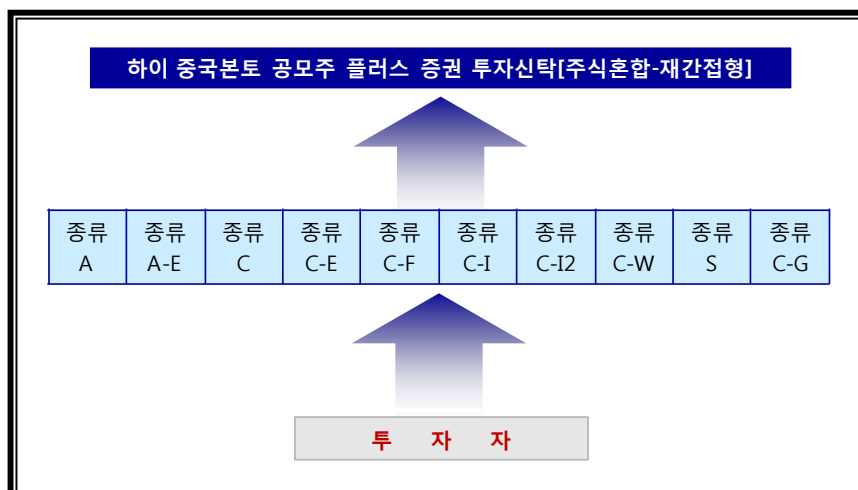 하이 중국본토 공모주 플러스 증권 투자신탁[주식혼합-재간접형]
종류 종류 종류 종류 종류 종류 종류 종류 종류 종류
A A-E C C-E C-F C-I C-I2 C-W S C-G
투 자 자